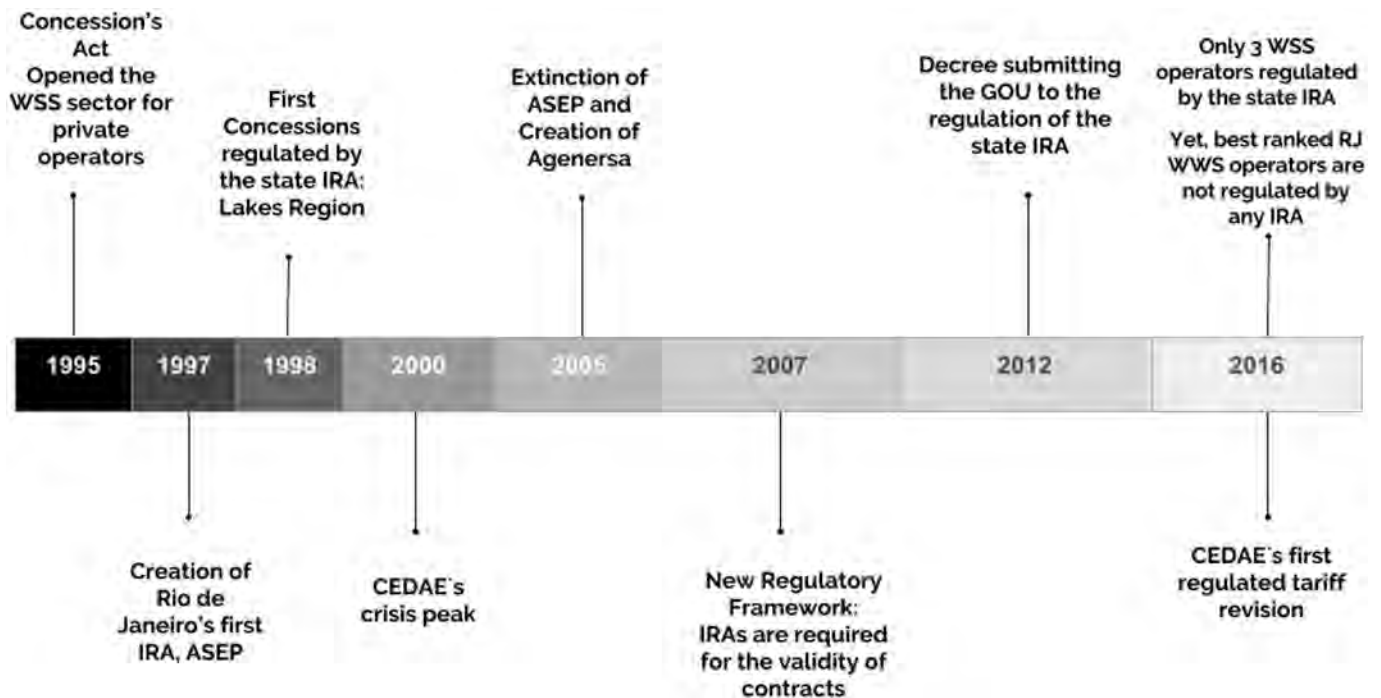 Concession's
Act
Opened the
WSS sector for
private
operators
First
Concessions
regulated by
the state IRA:
Lakes Region
Extinction of
ASEP and
Creation of
Agenersa
Decree submitting
the GOU to the
regulation of the
state IRA
Only 3 WSS
operators regulated
by the state IRA
Yet, best ranked RJ
WWS operators are
not regulated by
any IRA
1995
1997
1998
2000
2005
2007
2012
2016
Creation of
Rio de
Janeiro's first
IRA, ASEP
CEDAE`s
crisis peak
New Regulatory
Framework:
IRAs are required
for the validity of
contracts
CEDAE`s first
regulated tariff
revision